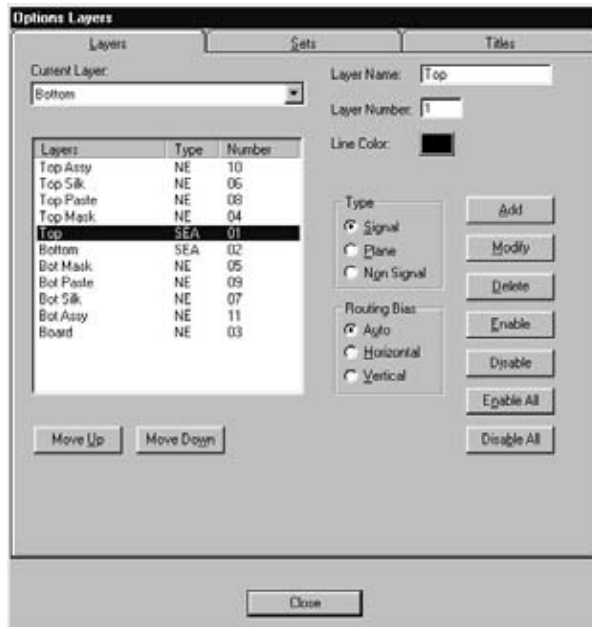 Options Layers
Layers Sets Titles
Current Layer:
Bottom
Layer Name: Top
Layer Number: 1
Line Color:
Layers Type Number
Top Assy NE 10
Top Silk NE 06
Top Paste NE 08
Top Mask NE 04
Top SEA 01
Bottom SEA 02
Bot Mask NE 05
Bot Paste NE 09
Bot Silk NE 07
Bot Assy NE 11
Board NE 03
Type
Signal
Plane
Non Signal
Routing Bias
Auto
Horizontal
Vertical
Add
Modify
Delete
Enable
Disable
Enable All
Disable All
Move Up Move Down
Close